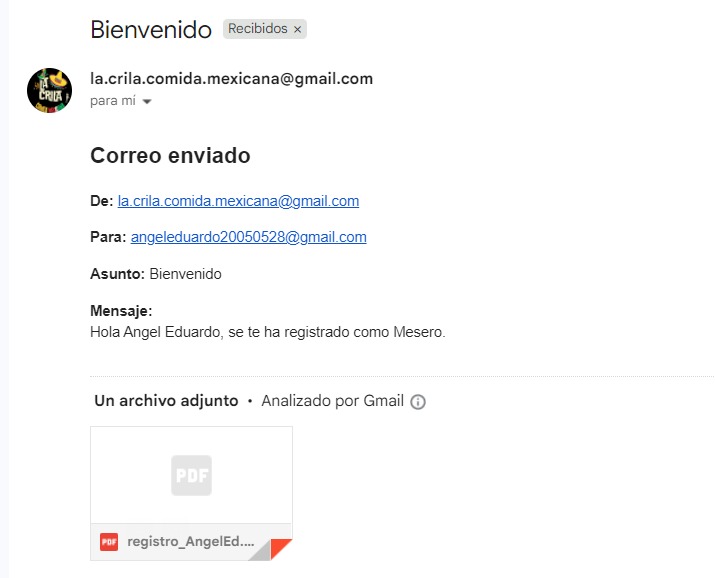 Bienvenido Recibidos ×
LA CRILA
la.crila.comida.mexicana@gmail.com
para mí
Correo enviado
De: la.crila.comida.mexicana@gmail.com
Para: angeleduardo20050528@gmail.com
Asunto: Bienvenido
Mensaje:
Hola Angel Eduardo, se te ha registrado como Mesero.
Un archivo adjunto • Analizado por Gmail
PDF
PDF registro_AngelEd....